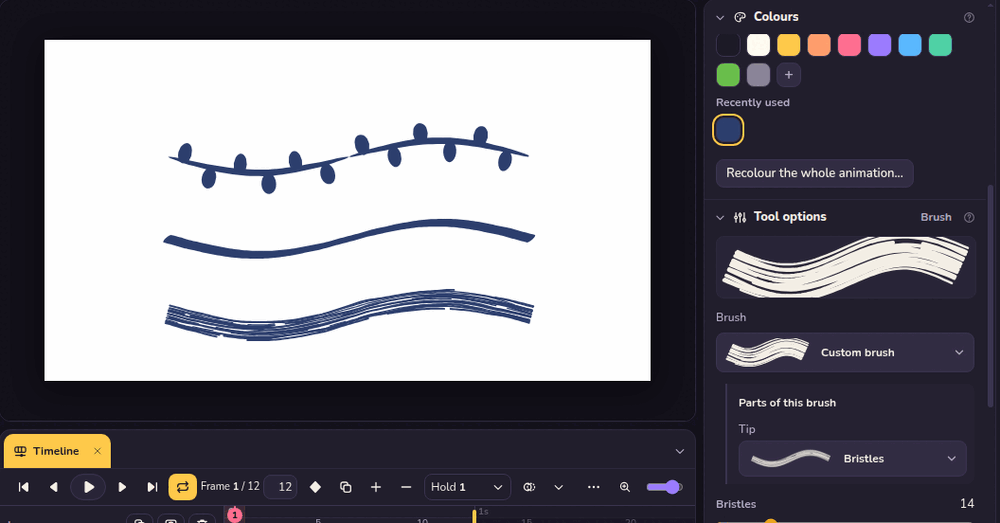 Colours
+
Recently used
Recolour the whole animation...
Tool options Brush
Brush
Custom brush
Parts of this brush
Tip
Bristles
Bristles 14
Timeline
Frame 1 / 12 12 Hold 1
1 5 10 1s 15 20